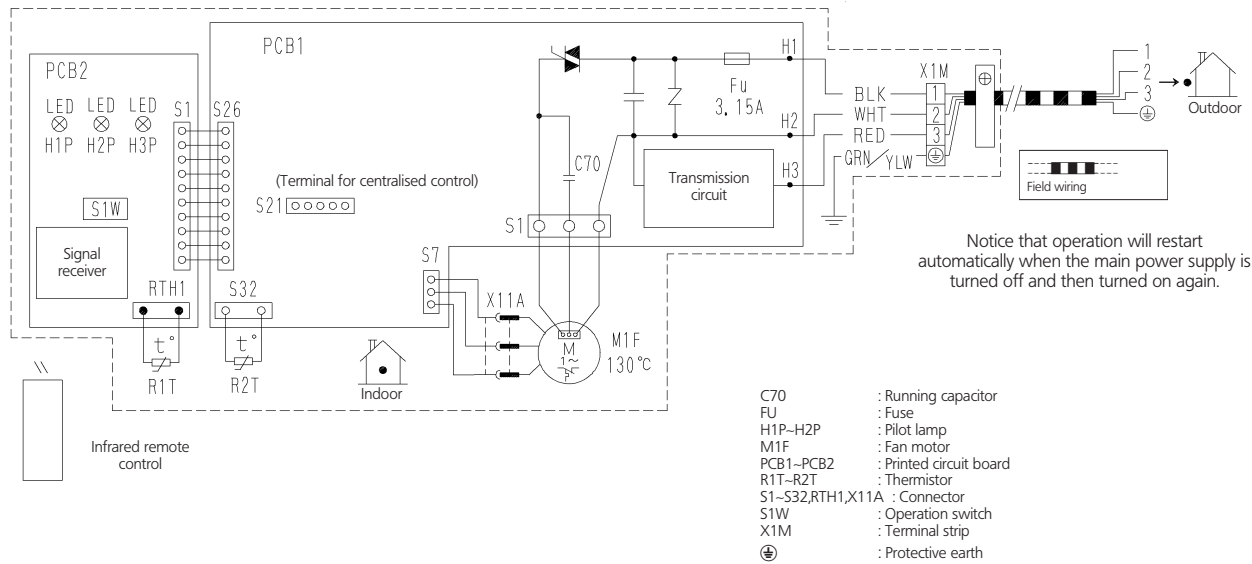 PCB1
PCB2
LED LED LED
H1P H2P H3P
S1 S26
S1W
Signal
receiver
RTH1
S32
t°
R1T
t°
R2T
(Terminal for centralised control)
S21
C70
S1
S7
X11A
M
1~
M1F
130°C
Fu
3.15A
H1
H2
H3
Transmission
circuit
BLK
WHT
RED
GRN/YLW
X1M
1
2
3
1
2
3
Outdoor
Field wiring
Notice that operation will restart
automatically when the main power supply is
turned off and then turned on again.
Indoor
Infrared remote
control
C70 : Running capacitor
FU : Fuse
H1P~H2P : Pilot lamp
M1F : Fan motor
PCB1~PCB2 : Printed circuit board
R1T~R2T : Thermistor
S1~S32,RTH1,X11A : Connector
S1W : Operation switch
X1M : Terminal strip
: Protective earth